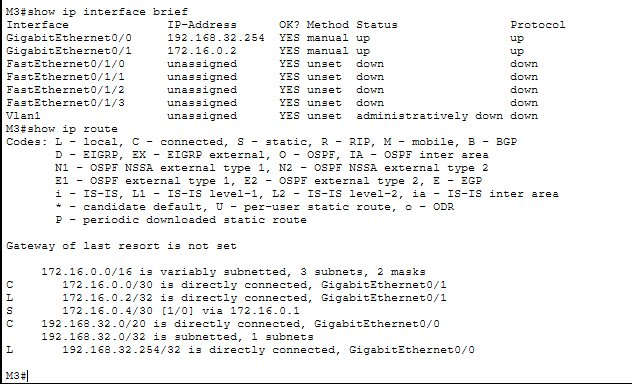 M3#show ip interface brief
Interface IP-Address OK? Method Status Protocol
GigabitEthernet0/0 192.168.32.254 YES manual up up
GigabitEthernet0/1 172.16.0.2 YES manual up up
FastEthernet0/1/0 unassigned YES unset down down
FastEthernet0/1/1 unassigned YES unset down down
FastEthernet0/1/2 unassigned YES unset down down
FastEthernet0/1/3 unassigned YES unset down down
Vlan1 unassigned YES unset administratively down down
M3#show ip route
Codes: L - local, C - connected, S - static, R - RIP, M - mobile, B - BGP
D - EIGRP, EX - EIGRP external, O - OSPF, IA - OSPF inter area
N1 - OSPF NSSA external type 1, N2 - OSPF NSSA external type 2
E1 - OSPF external type 1, E2 - OSPF external type 2, E - EGP
i - IS-IS, L1 - IS-IS level-1, L2 - IS-IS level-2, ia - IS-IS inter area
* - candidate default, U - per-user static route, o - ODR
P - periodic downloaded static route
Gateway of last resort is not set
172.16.0.0/16 is variably subnetted, 3 subnets, 2 masks
C 172.16.0.0/30 is directly connected, GigabitEthernet0/1
L 172.16.0.2/32 is directly connected, GigabitEthernet0/1
S 172.16.0.4/30 [1/0] via 172.16.0.1
C 192.168.32.0/20 is directly connected, GigabitEthernet0/0
192.168.32.0/32 is subnetted, 1 subnets
L 192.168.32.254/32 is directly connected, GigabitEthernet0/0
M3#